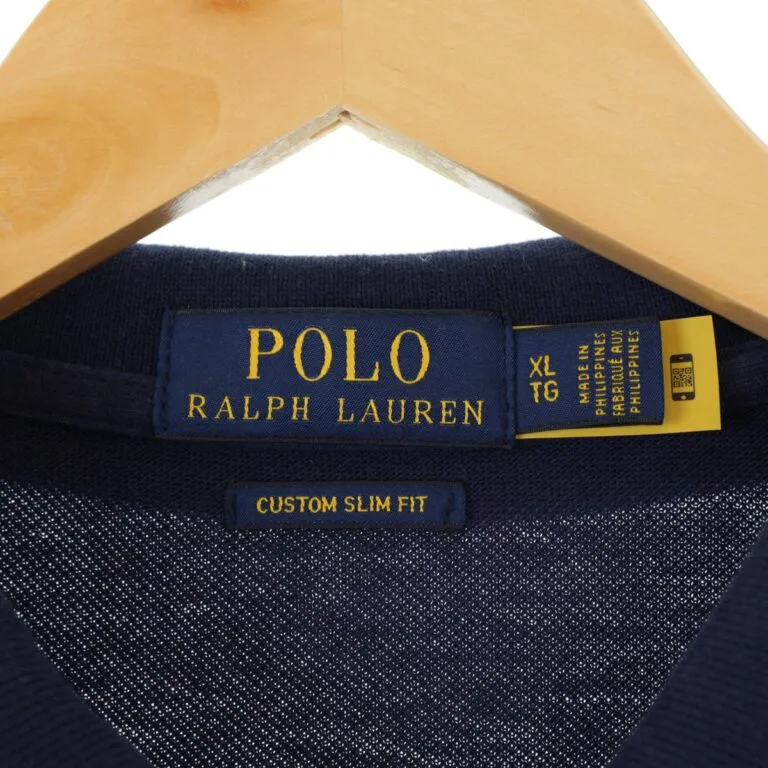 POLO
RALPH LAUREN
XL
TG
MADE IN
PHILIPPINES
FABRIQUÉ AUX
PHILIPPINES
CUSTOM SLIM FIT